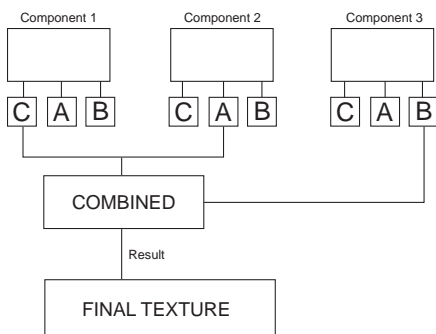 Component 1 Component 2 Component 3
C A B C A B C A B
COMBINED
Result
FINAL TEXTURE